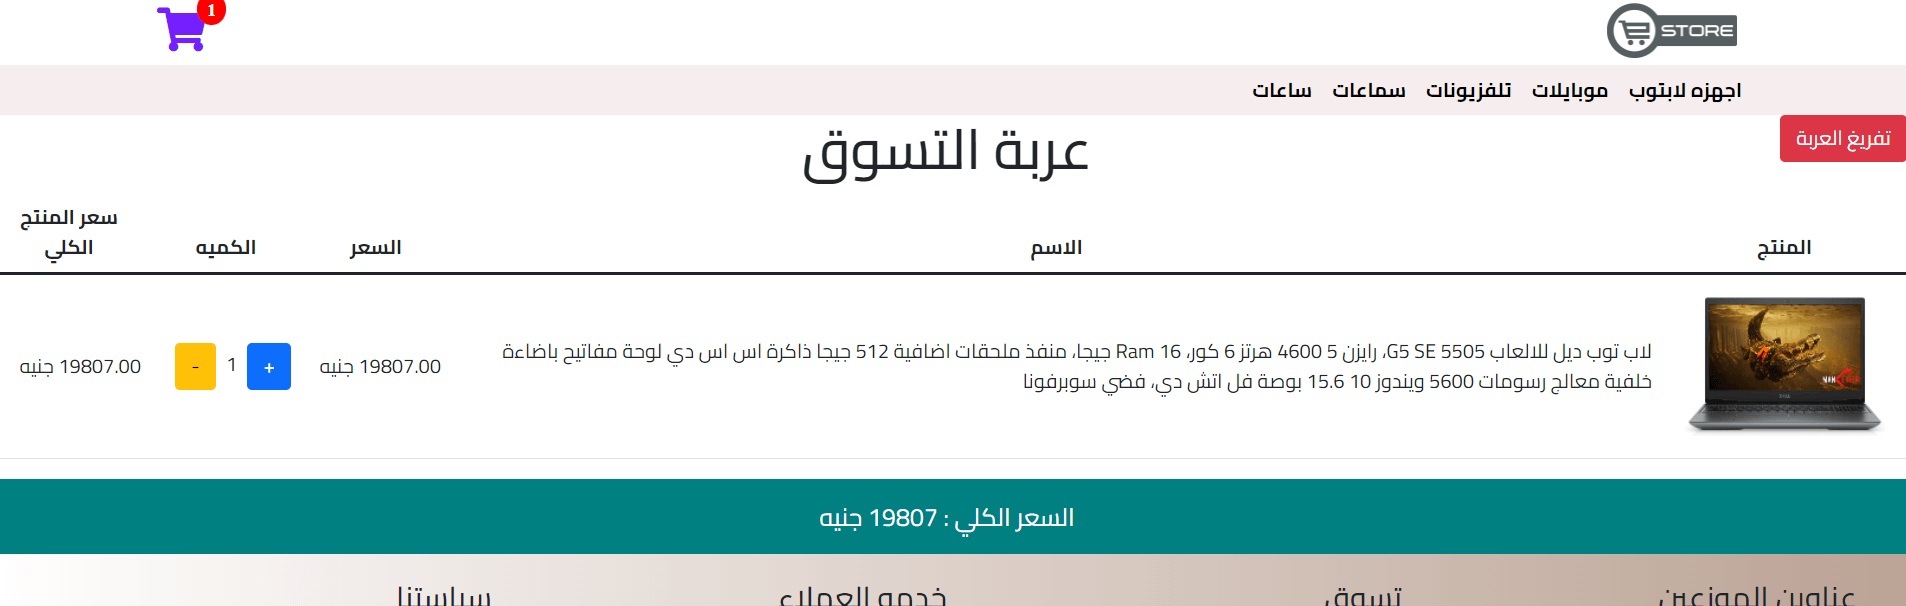 STORE
1
اجهزه لابتوب موبايلات تلفزيونات سماعات ساعات
تفريغ العربة
عربة التسوق
المنتج الاسم السعر الكميه سعر المنتج
الكلي
لاب توب ديل للالعاب G5 SE 5505، رايزن 5 4600 هرتز 6 كور، Ram 16 جيجا، منفذ ملحقات اضافية 512 جيجا ذاكرة اس اس دي لوحة مفاتيح باضاءة
خلفية معالج رسومات 5600 ويندوز 10 15.6 بوصة فل اتش دي، فضي سوبرفونا
19807.00 جنيه + 1 - 19807.00 جنيه
السعر الكلي : 19807 جنيه
عناوين الموزعين تسوق خدمه العملاء سياستنا